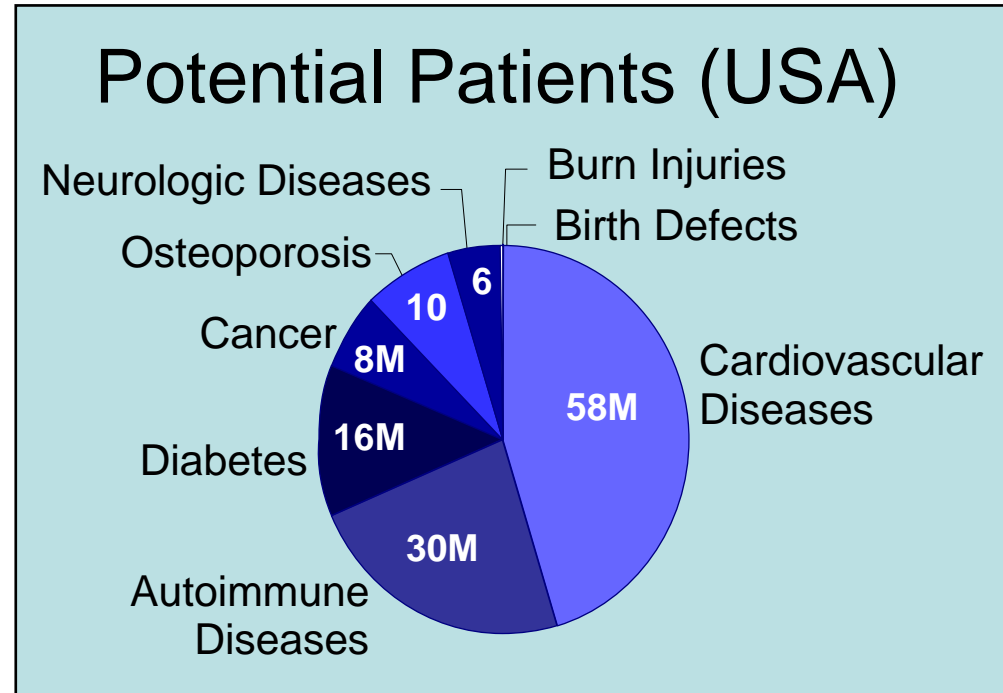 Potential Patients (USA)
Neurologic Diseases
Burn Injuries
Birth Defects
Osteoporosis
6
10
Cancer
8M
Cardiovascular
Diseases
58M
16M
Diabetes
30M
Autoimmune
Diseases